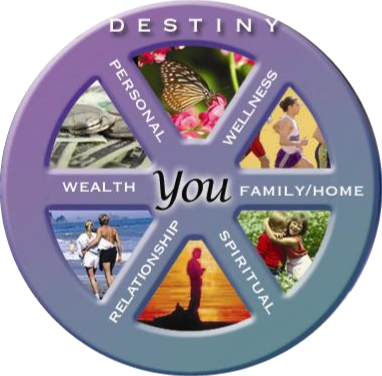 DESTINY
PERSONAL
WELLNESS
WEALTH
You
FAMILY/HOME
RELATIONSHIP
SPIRITUAL